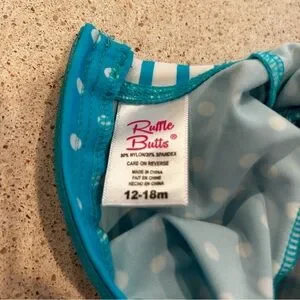 Ruffle
Butts®
80% NYLON/20% SPANDEX
CARE ON REVERSE
MADE IN CHINA
FAIT EN CHINE
HECHO EN CHINA
12-18m